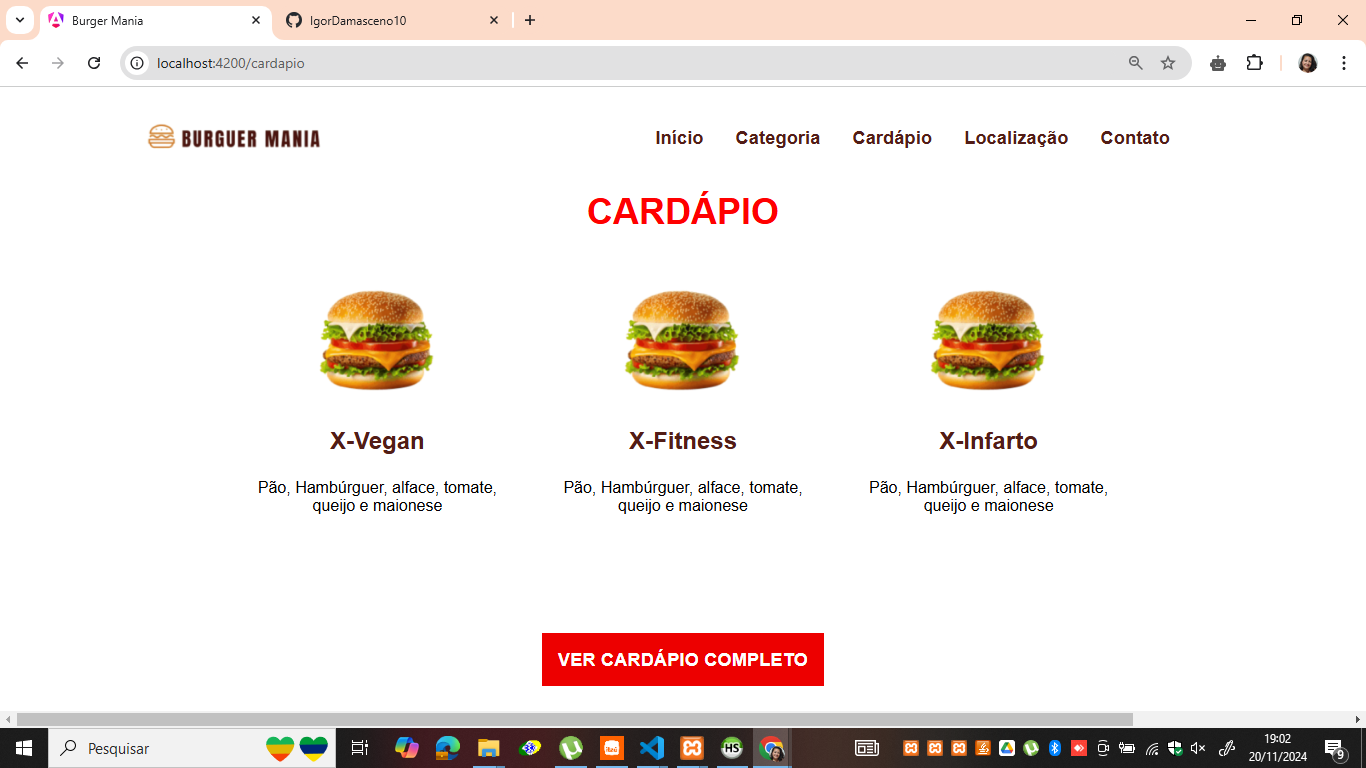 Burger Mania
IgorDamasceno10
localhost:4200/cardapio
BURGUER MANIA
Início Categoria Cardápio Localização Contato
CARDÁPIO
X-Vegan X-Fitness X-Infarto
Pão, Hambúrguer, alface, tomate,
queijo e maionese
Pão, Hambúrguer, alface, tomate,
queijo e maionese
Pão, Hambúrguer, alface, tomate,
queijo e maionese
VER CARDÁPIO COMPLETO
Pesquisar
HS
19:02
20/11/2024
9